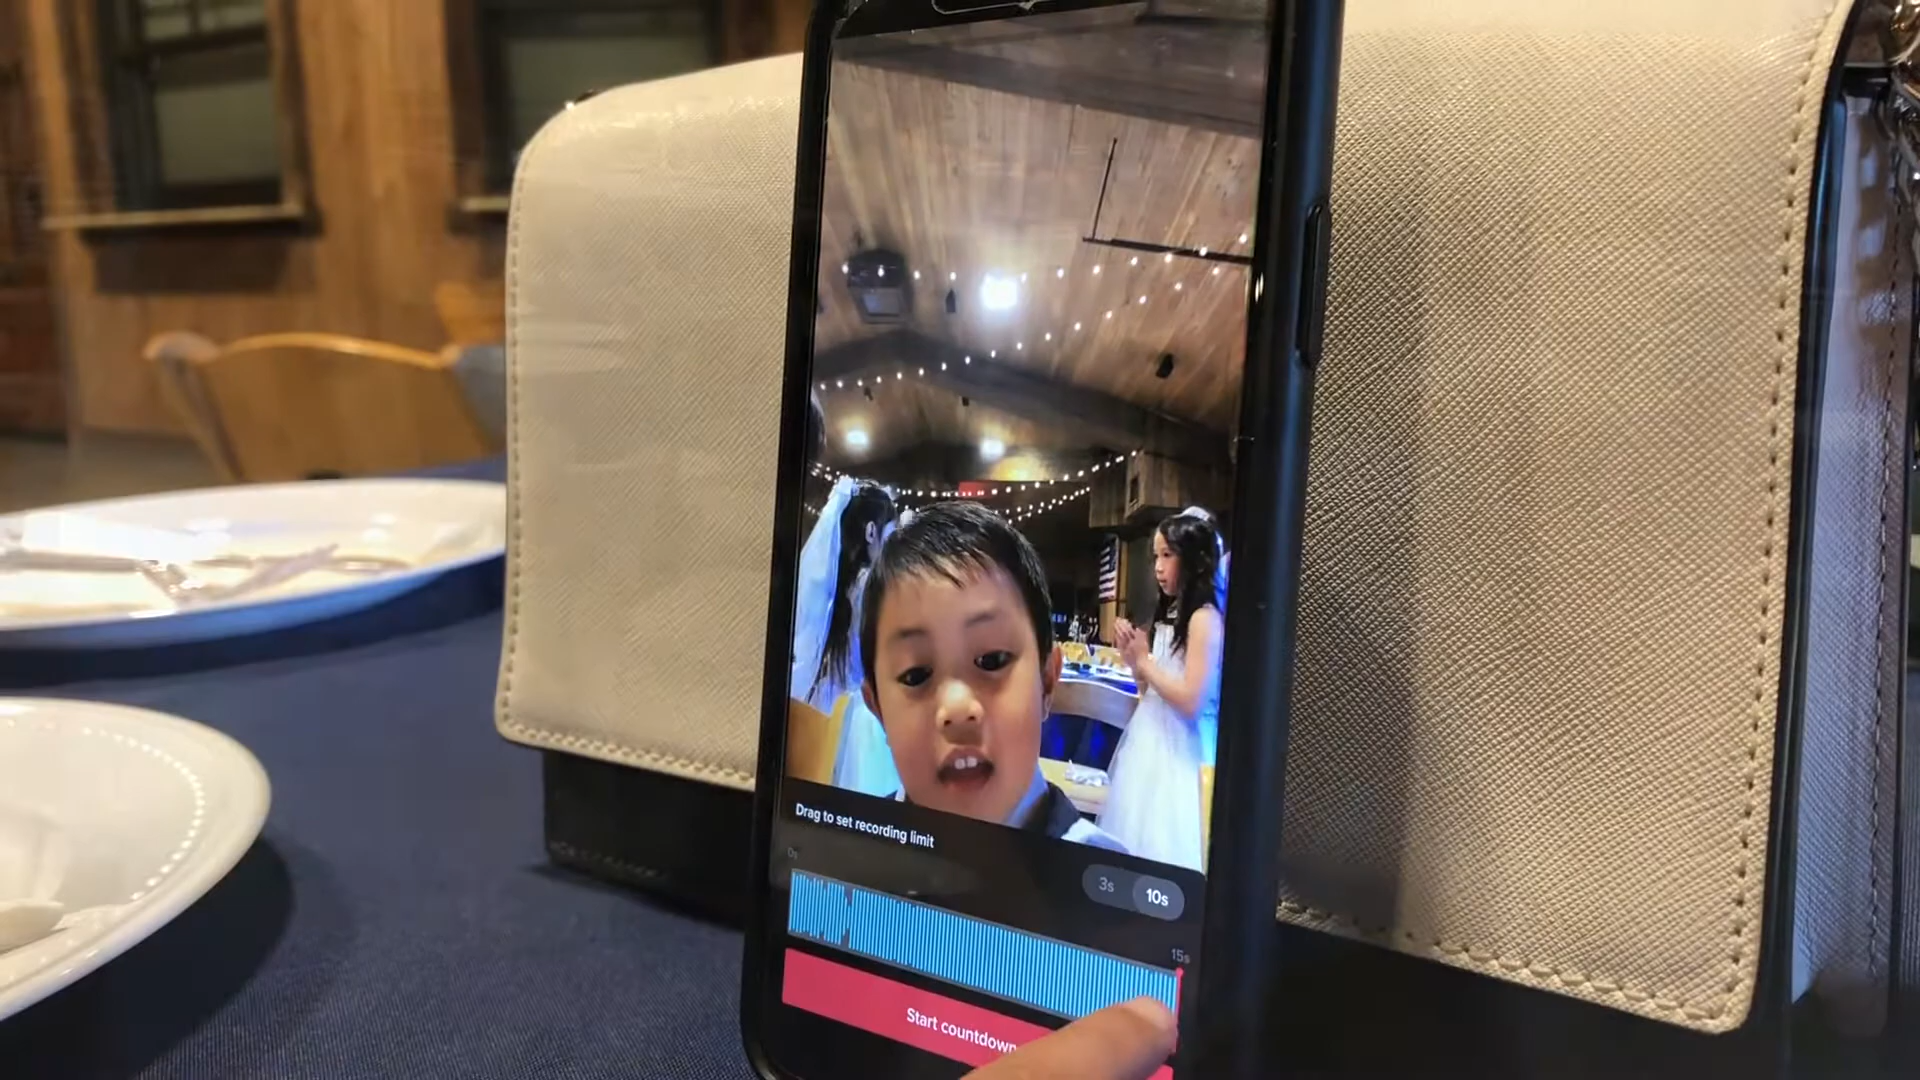 Drag to set recording limit
0s
3s 10s
15s
Start countdown